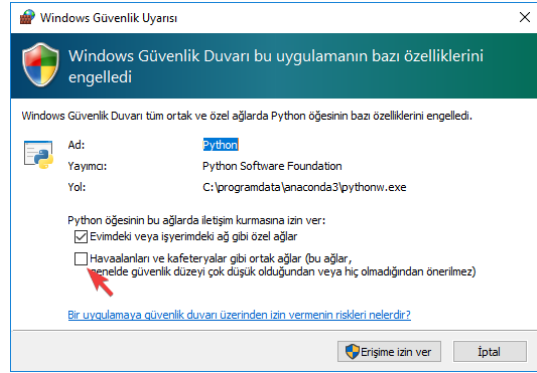 Windows Güvenlik Uyarısı
Windows Güvenlik Duvarı bu uygulamanın bazı özelliklerini
engelledi
Windows Güvenlik Duvarı tüm ortak ve özel ağlarda Python öğesinin bazı özelliklerini engelledi.
Ad: Python
Yayımcı: Python Software Foundation
Yol: C:\programdata\anaconda3\pythonw.exe
Python öğesinin bu ağlarda iletişim kurmasına izin ver:
Evimdeki veya işyerimdeki ağ gibi özel ağlar
Havaalanları ve kafeteryalar gibi ortak ağlar (bu ağlar,
genelde güvenlik düzeyi çok düşük olduğundan veya hiç olmadığından önerilmez)
Bir uygulamaya güvenlik duvarı üzerinden izin vermenin riskleri nelerdir?
Erişime izin ver İptal